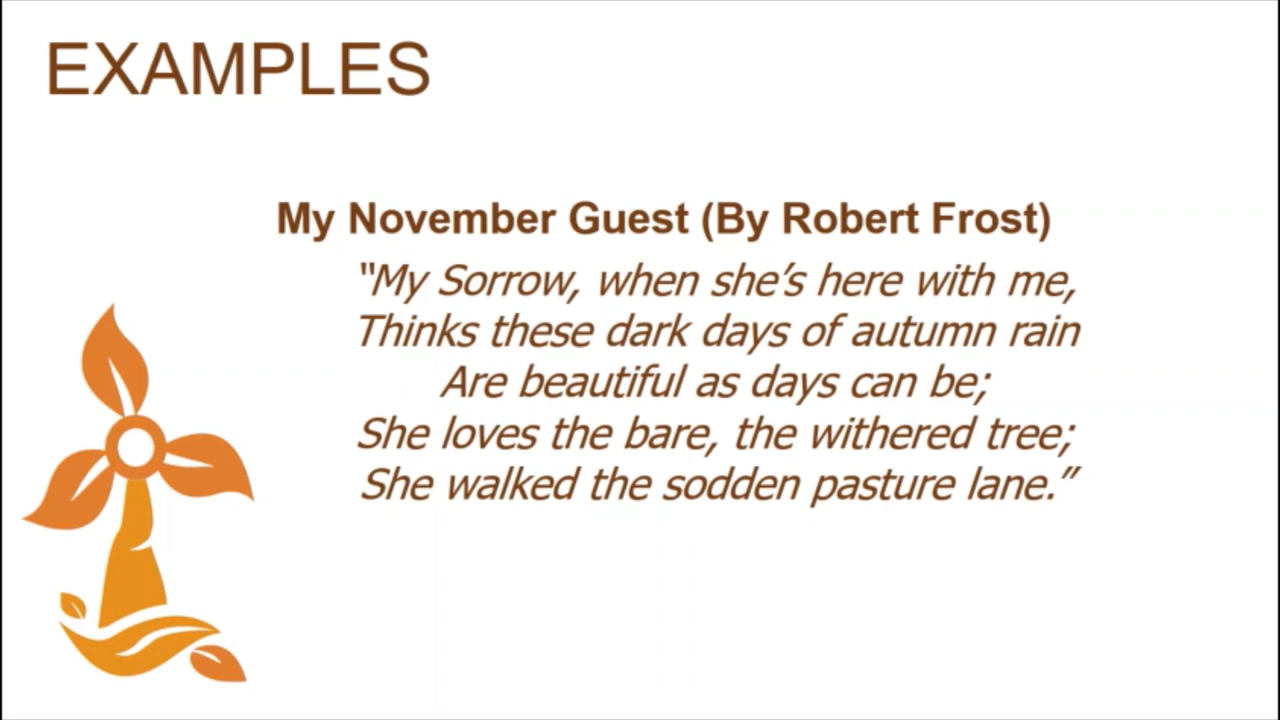 EXAMPLES
My November Guest (By Robert Frost)
"My Sorrow, when she’s here with me,
Thinks these dark days of autumn rain
Are beautiful as days can be;
She loves the bare, the withered tree;
She walked the sodden pasture lane.”